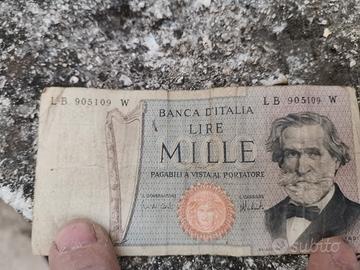 LB 905109 W
LB 905109 W
BANCA D'ITALIA
LIRE
MILLE
PAGABILI A VISTA AL PORTATORE
IL GOVERNATORE IL CASSIERE
subito